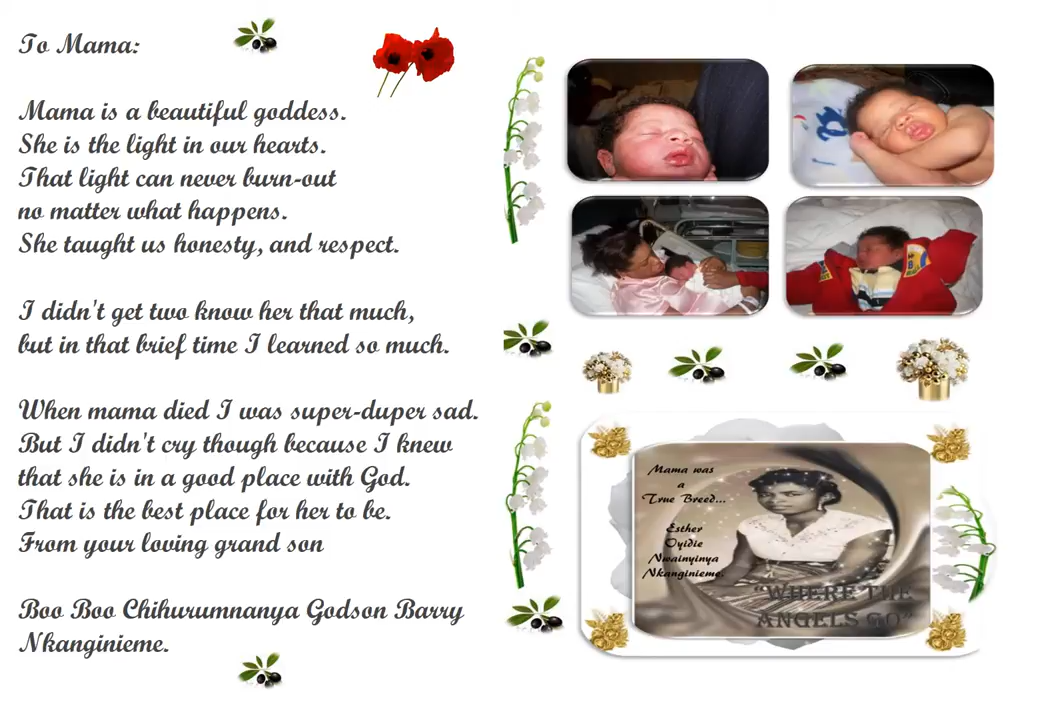 To Mama:
Mama is a beautiful goddess.
She is the light in our hearts.
That light can never burn-out
no matter what happens.
She taught us honesty, and respect.
I didn't get two know her that much,
but in that brief time I learned so much.
When mama died I was super-duper sad.
But I didn't cry though because I knew
that she is in a good place with God.
That is the best place for her to be.
From your loving grand son
Boo Boo Chihurumnanya Godson Barry
Nkanginieme.
Mama was
a
True Breed...
Esther
Oyidie
Nwainyinya
Nkanginieme.
"WHERE THE
ANGELS GO"